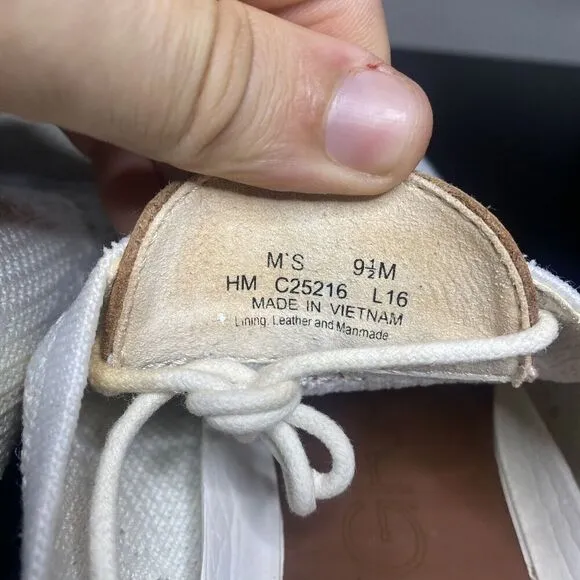 M'S 9½M
HM C25216 L16
MADE IN VIETNAM
Lining, Leather and Manmade